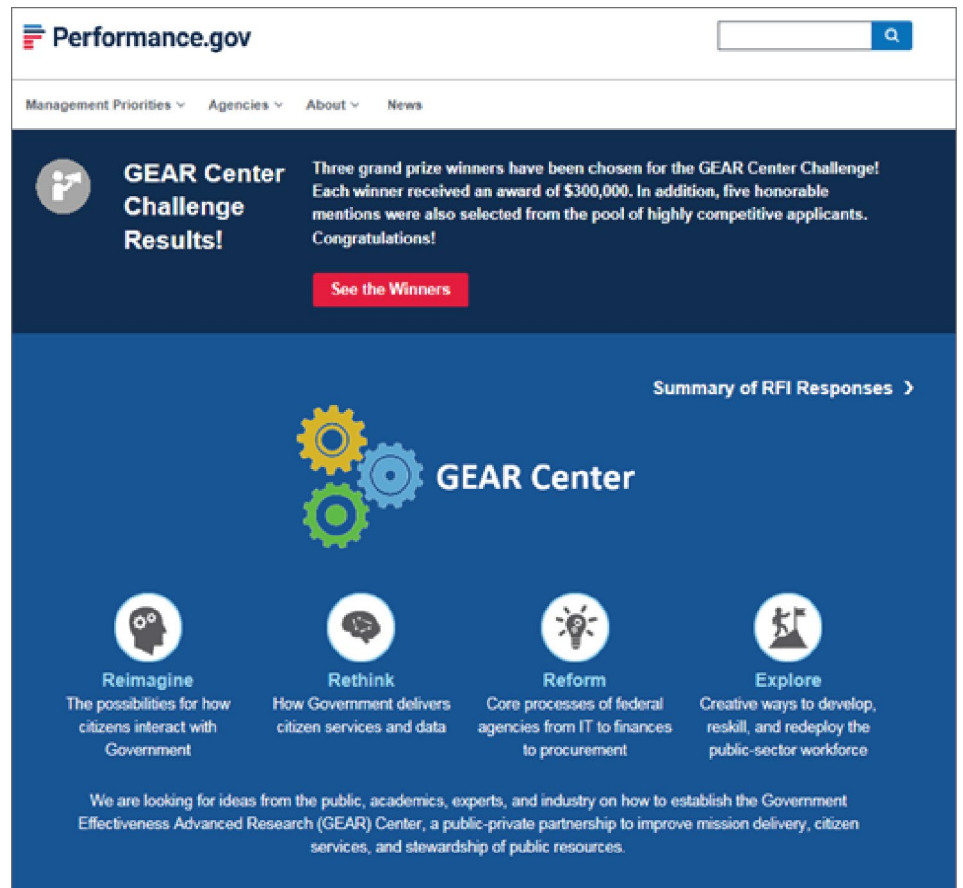 Performance.gov
Management Priorities
Agencies
About
News
GEAR Center
Challenge
Results!
Three grand prize winners have been chosen for the GEAR Center Challenge!
Each winner received an award of $300,000. In addition, five honorable
mentions were also selected from the pool of highly competitive applicants.
Congratulations!
See the Winners
Summary of RFI Responses
GEAR Center
Reimagine
The possibilities for how
citizens interact with
Government
Rethink
How Government delivers
citizen services and data
Reform
Core processes of federal
agencies from IT to finances
to procurement
Explore
Creative ways to develop,
reskill, and redeploy the
public-sector workforce
We are looking for ideas from the public, academics, experts, and industry on how to establish the Government
Effectiveness Advanced Research (GEAR) Center, a public-private partnership to improve mission delivery, citizen
services, and stewardship of public resources.